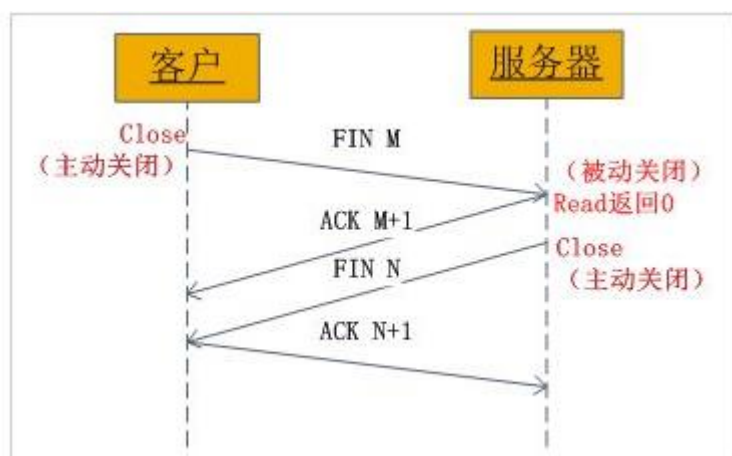 客户
服务器
Close
（主动关闭）
FIN M
（被动关闭）
Read返回0
ACK M+1
Close
（主动关闭）
FIN N
ACK N+1